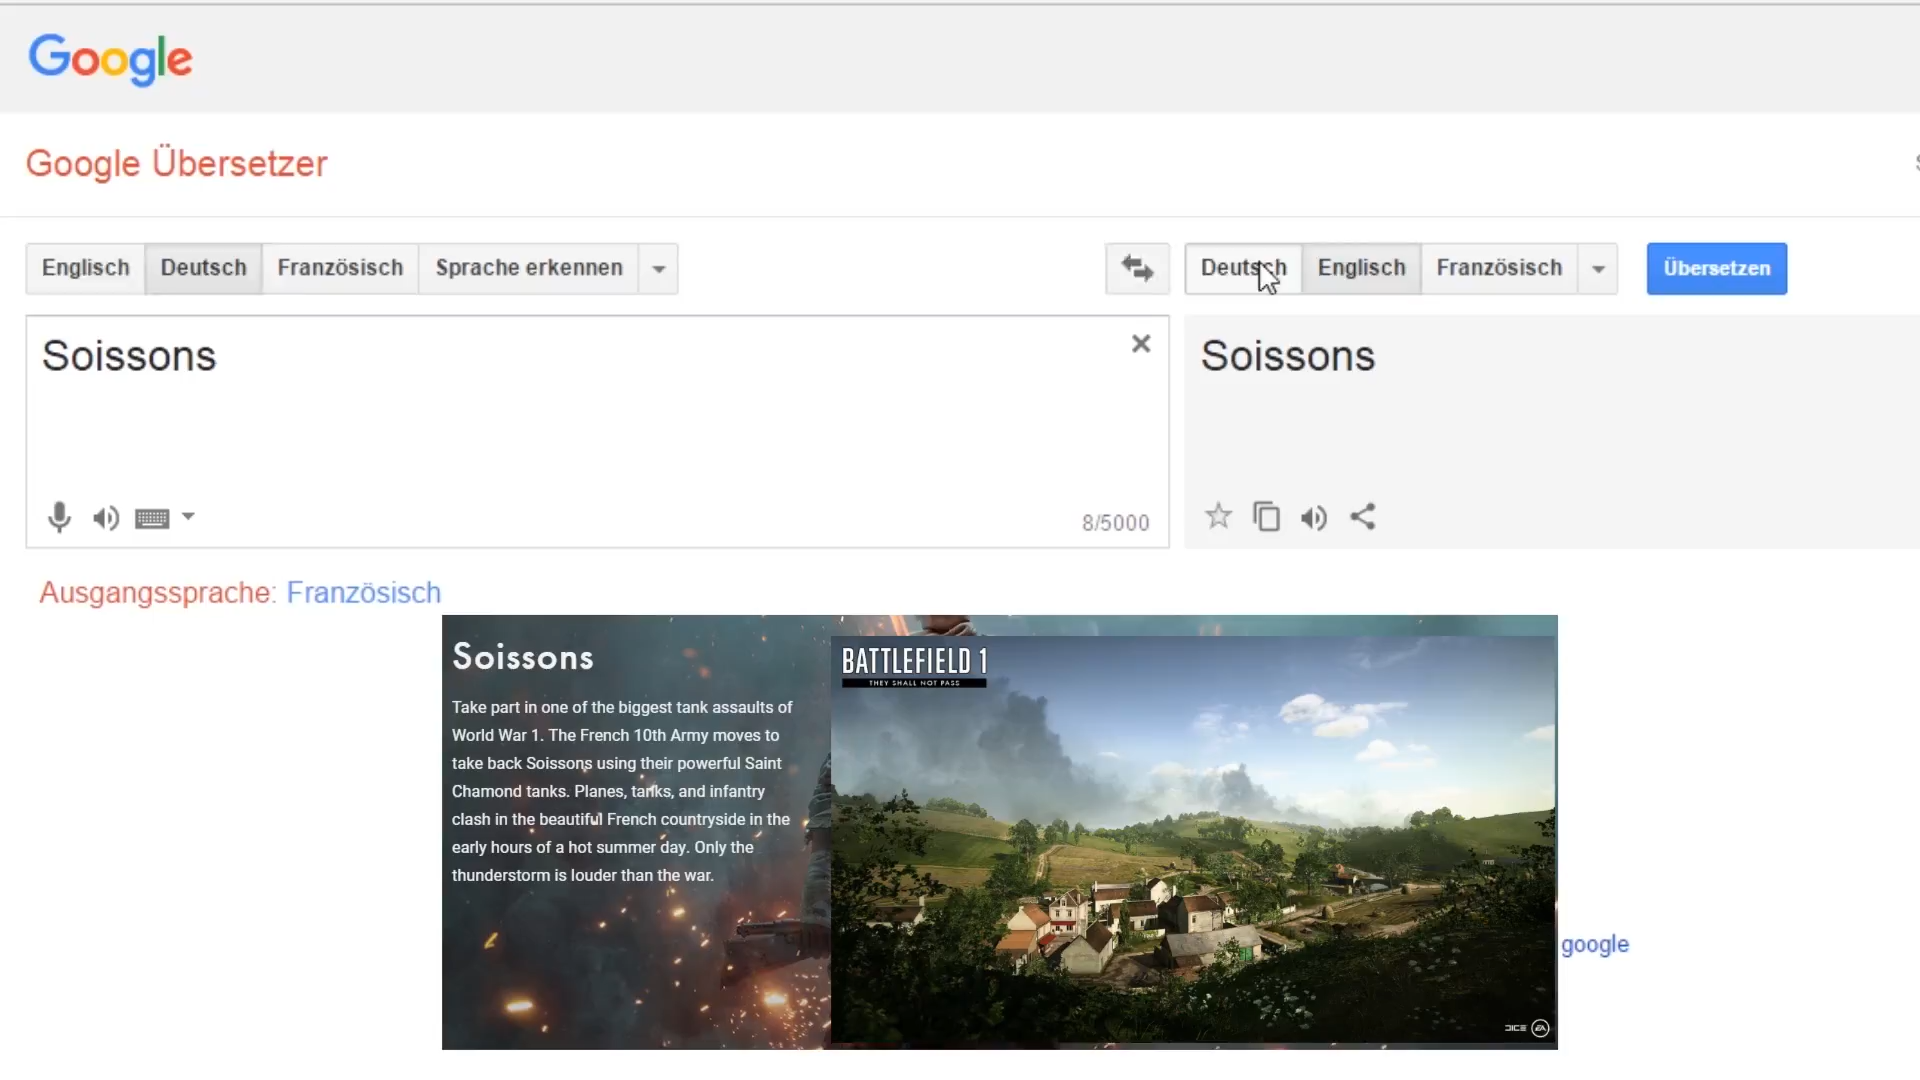 Google
Google Übersetzer
Englisch Deutsch Französisch Sprache erkennen
Deutsch Englisch Französisch Übersetzen
Soissons
8/5000
Soissons
Ausgangssprache: Französisch
Soissons
Take part in one of the biggest tank assaults of
World War 1. The French 10th Army moves to
take back Soissons using their powerful Saint
Chamond tanks. Planes, tanks, and infantry
clash in the beautiful French countryside in the
early hours of a hot summer day. Only the
thunderstorm is louder than the war.
BATTLEFIELD 1
THEY SHALL NOT PASS
DICE EA
google